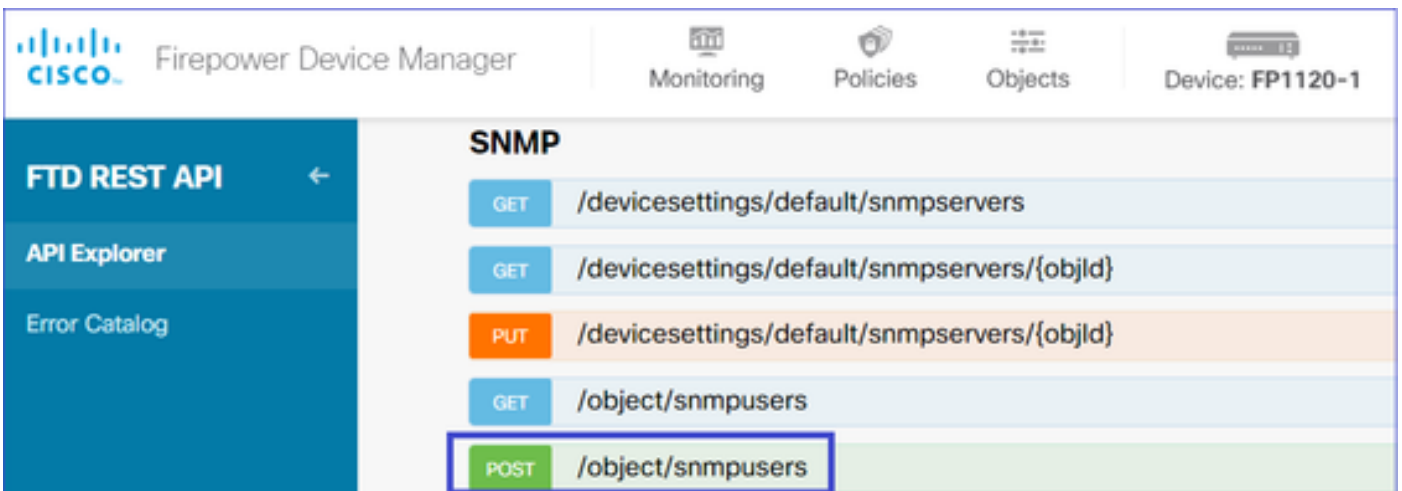 CISCO
Firepower Device Manager
Monitoring
Policies
Objects
Device: FP1120-1
FTD REST API
API Explorer
Error Catalog
SNMP
GET /devicesettings/default/snmpservers
GET /devicesettings/default/snmpservers/{objId}
PUT /devicesettings/default/snmpservers/{objId}
GET /object/snmpusers
POST /object/snmpusers